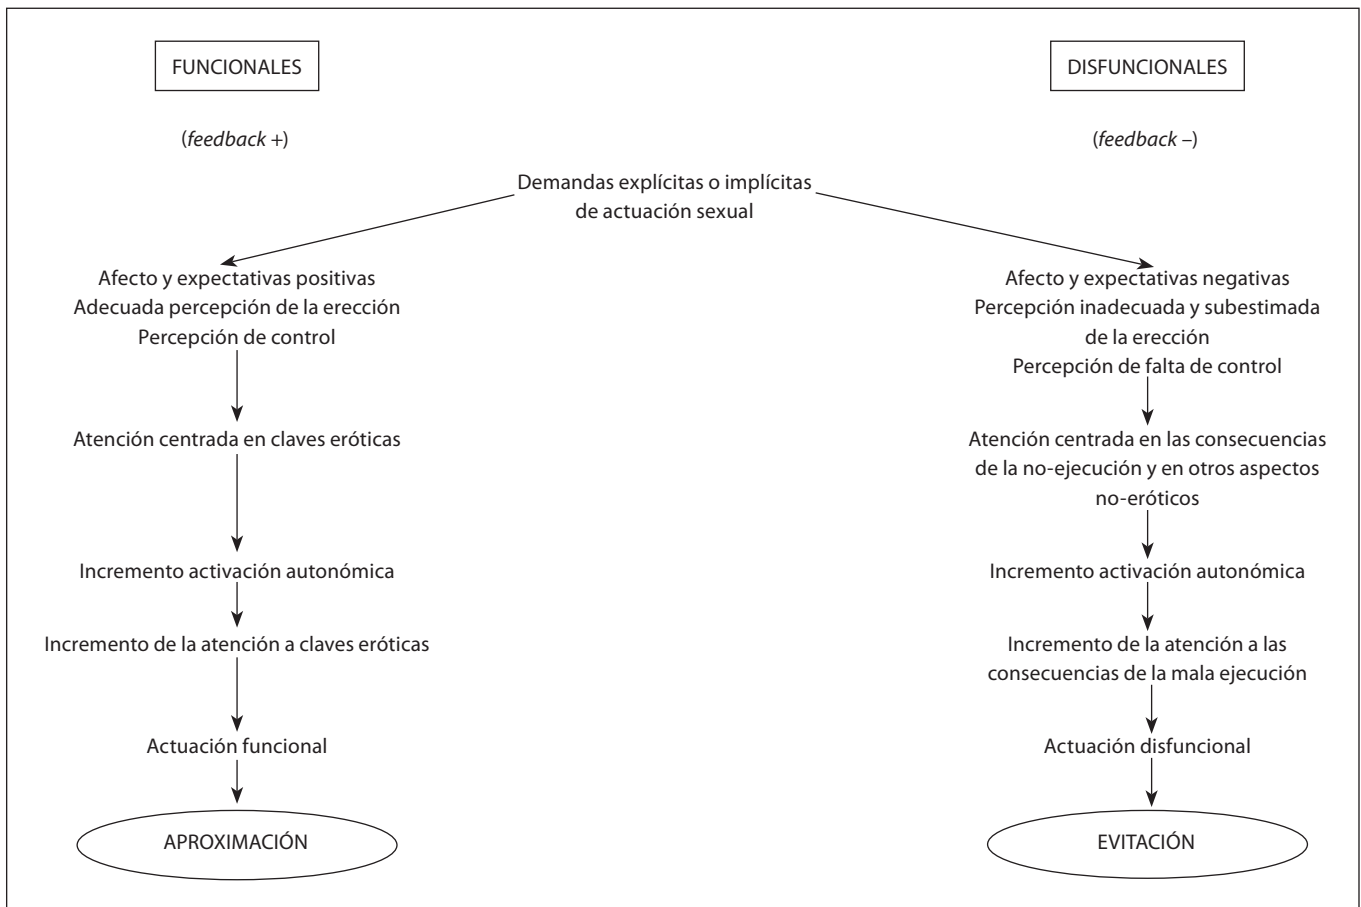 FUNCIONALES
DISFUNCIONALES
(feedback +)
(feedback –)
Demandas explícitas o implícitas
de actuación sexual
Afecto y expectativas positivas
Adecuada percepción de la erección
Percepción de control
Atención centrada en claves eróticas
Incremento activación autonómica
Incremento de la atención a claves eróticas
Actuación funcional
APROXIMACIÓN
Afecto y expectativas negativas
Percepción inadecuada y subestimada
de la erección
Percepción de falta de control
Atención centrada en las consecuencias
de la no-ejecución y en otros aspectos
no-eróticos
Incremento activación autonómica
Incremento de la atención a las
consecuencias de la mala ejecución
Actuación disfuncional
EVITACIÓN